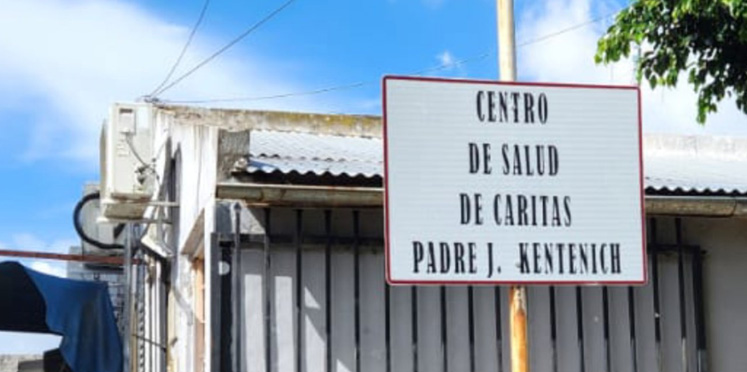 CENTRO
DE SALUD
DE CARITAS
PADRE J. KENTENICH